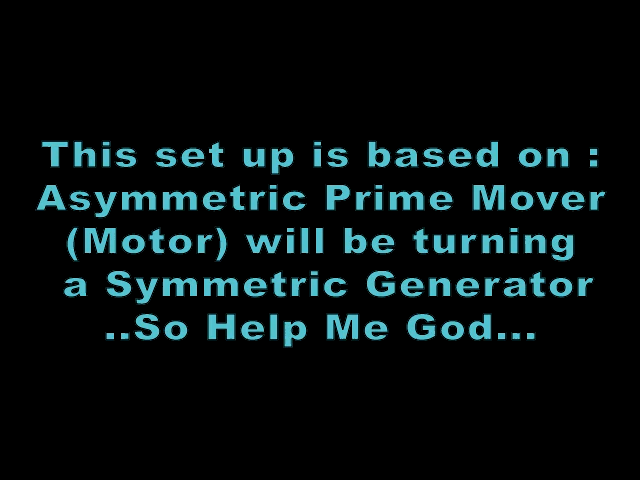 This set up is based on :
Asymmetric Prime Mover
(Motor) will be turning
a Symmetric Generator
..So Help Me God...